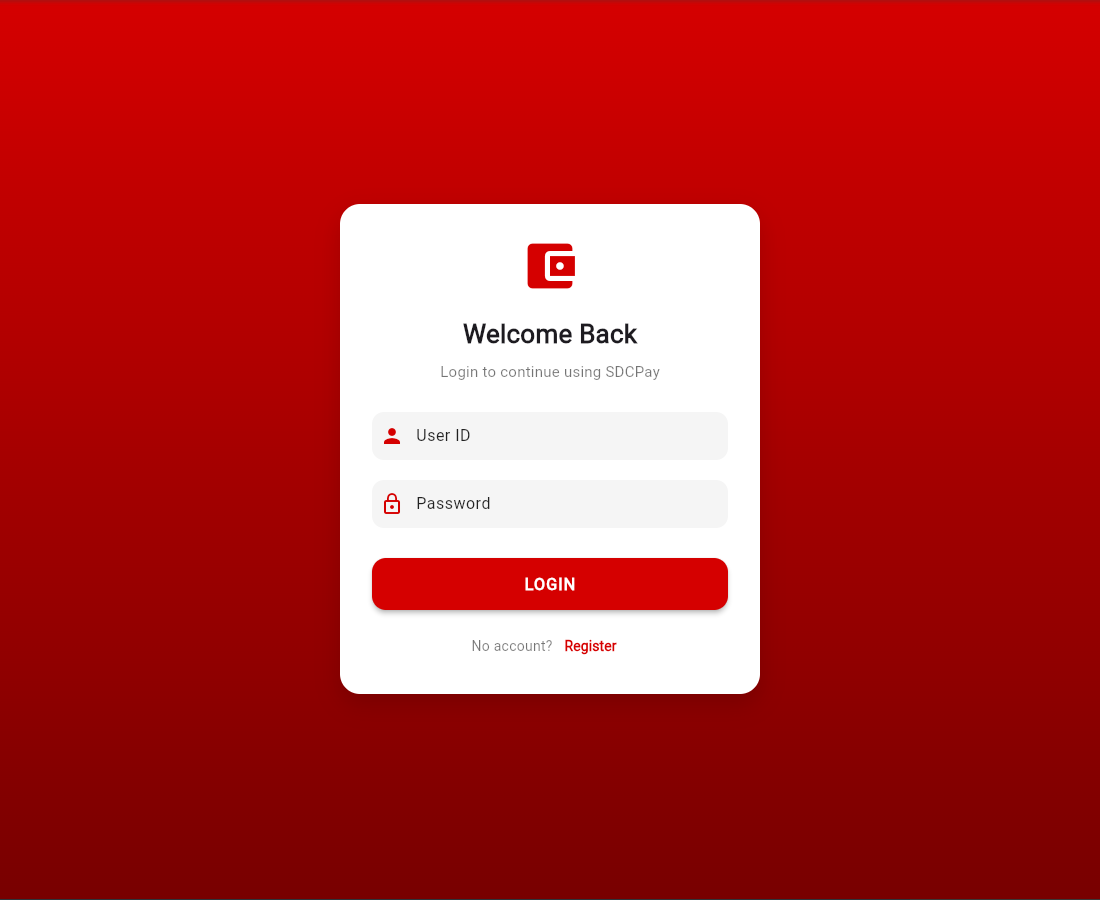 Welcome Back
Login to continue using SDCPay
User ID
Password
LOGIN
No account? Register